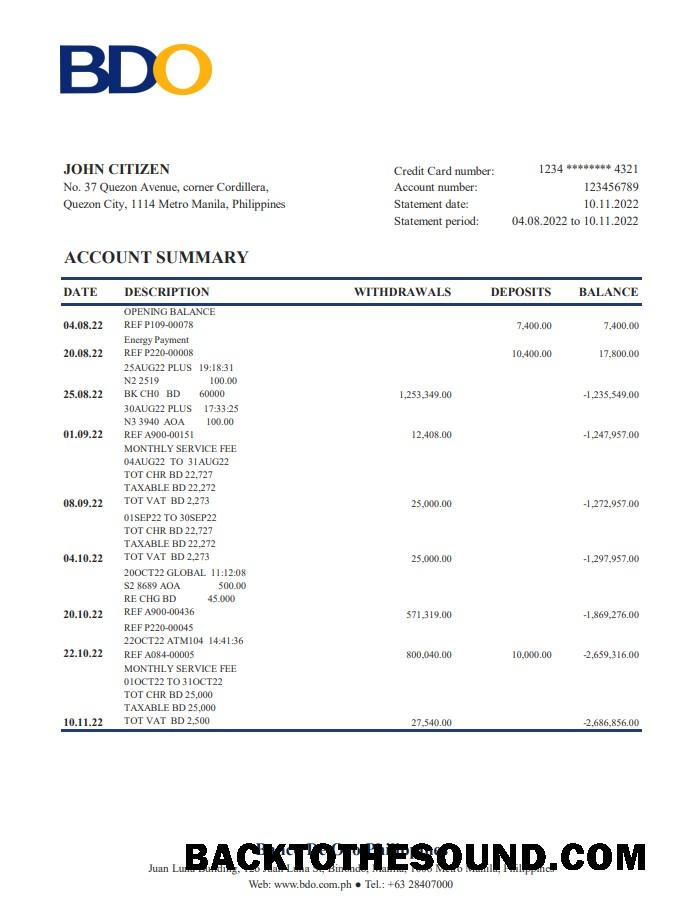 BDO
JOHN CITIZEN
No. 37 Quezon Avenue, corner Cordillera,
Quezon City, 1114 Metro Manila, Philippines
Credit Card number: 1234 ******** 4321
Account number: 123456789
Statement date: 10.11.2022
Statement period: 04.08.2022 to 10.11.2022
ACCOUNT SUMMARY
DATE DESCRIPTION WITHDRAWALS DEPOSITS BALANCE
OPENING BALANCE
04.08.22 REF P109-00078 7,400.00 7,400.00
Energy Payment
20.08.22 REF P220-00008 10,400.00 17,800.00
25AUG22 PLUS 19:18:31
N2 2519 100.00
25.08.22 BK CH0 BD 60000 1,253,349.00 -1,235,549.00
30AUG22 PLUS 17:33:25
N3 3940 AOA 100.00
01.09.22 REF A900-00151 12,408.00 -1,247,957.00
MONTHLY SERVICE FEE
04AUG22 TO 31AUG22
TOT CHR BD 22,727
TAXABLE BD 22,272
08.09.22 TOT VAT BD 2,273 25,000.00 -1,272,957.00
01SEP22 TO 30SEP22
TOT CHR BD 22,727
TAXABLE BD 22,272
04.10.22 TOT VAT BD 2,273 25,000.00 -1,297,957.00
20OCT22 GLOBAL 11:12:08
S2 8689 AOA 500.00
RE CHG BD 45.000
20.10.22 REF A900-00436 571,319.00 -1,869,276.00
REF P220-00045
22OCT22 ATM104 14:41:36
22.10.22 REF A084-00005 800,040.00 10,000.00 -2,659,316.00
MONTHLY SERVICE FEE
01OCT22 TO 31OCT22
TOT CHR BD 25,000
TAXABLE BD 25,000
10.11.22 TOT VAT BD 2,500 27,540.00 -2,686,856.00
BACKTOTHESOUND.COM
Juan Luna Building, 126 Juan Luna St, Binondo, Manila, 1006 Metro Manila, Philippines
Web: www.bdo.com.ph ● Tel.: +63 28407000